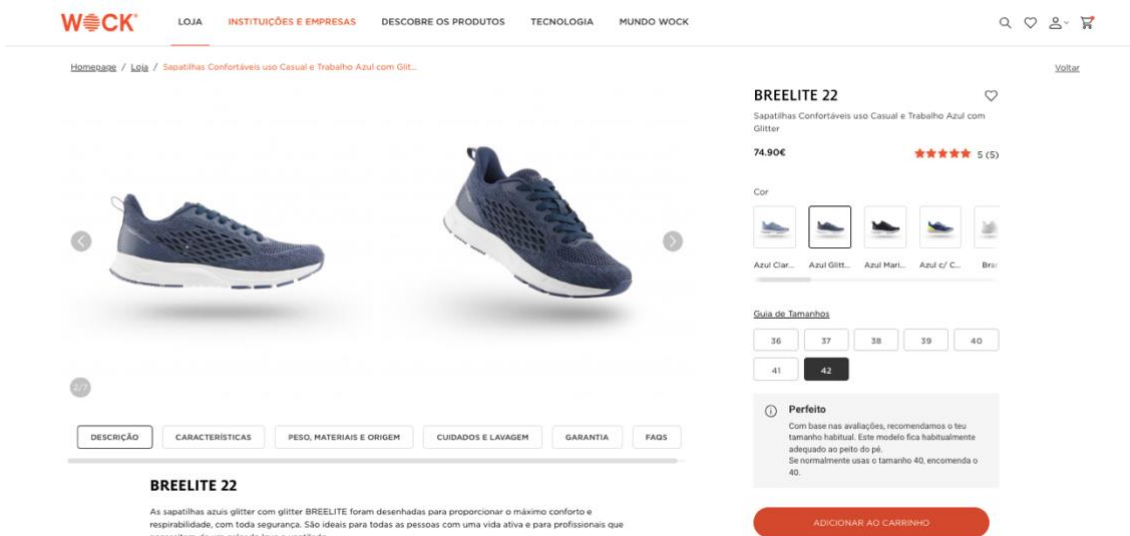 WOCK
LOJA INSTITUIÇÕES E EMPRESAS DESCOBRE OS PRODUTOS TECNOLOGIA MUNDO WOCK
Homepage / Loja / Sapatilhas Confortáveis uso Casual e Trabalho Azul com Glit...
Voltar
BREELITE 22
Sapatilhas Confortáveis uso Casual e Trabalho Azul com
Glitter
74.90€
5 (5)
Cor
Azul Clar... Azul Glitt... Azul Mari... Azul c/ C... Bra
Guia de Tamanhos
36 37 38 39 40
41 42
Perfeito
Com base nas avaliações, recomendamos o teu
tamanho habitual. Este modelo fica habitualmente
adequado ao peito do pé.
Se normalmente usas o tamanho 40, encomenda o
40.
ADICIONAR AO CARRINHO
2/7
DESCRIÇÃO CARACTERÍSTICAS PESO, MATERIAIS E ORIGEM CUIDADOS E LAVAGEM GARANTIA FAQS
BREELITE 22
As sapatilhas azuis glitter com glitter BREELITE foram desenhadas para proporcionar o máximo conforto e
respirabilidade, com toda segurança. São ideais para todas as pessoas com uma vida ativa e para profissionais que